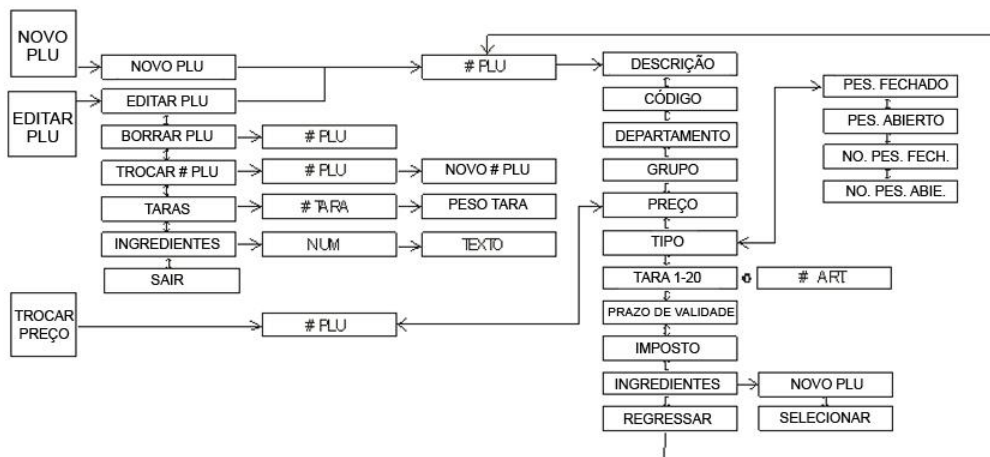 NOVO
PLU
NOVO PLU
# PLU
DESCRIÇÃO
PES. FECHADO
EDITAR
PLU
EDITAR PLU
CÓDIGO
PES. ABIERTO
BORRAR PLU
# PLU
DEPARTAMENTO
NO. PES. FECH.
TROCAR # PLU
# PLU
NOVO # PLU
GRUPO
NO. PES. ABIE.
TARAS
# TARA
PESO TARA
PREÇO
INGREDIENTES
NUM
TEXTO
TIPO
SAIR
TARA 1-20
o
# ART
TROCAR
PREÇO
# PLU
PRAZO DE VALIDADE
IMPOSTO
INGREDIENTES
NOVO PLU
REGRESSAR
SELECIONAR